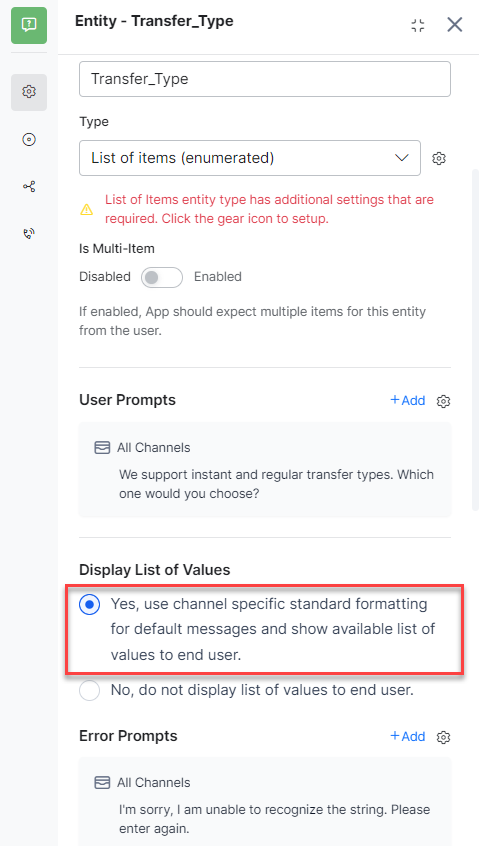 Entity - Transfer_Type
Transfer_Type
Type
List of items (enumerated)
List of Items entity type has additional settings that are
required. Click the gear icon to setup.
Is Multi-Item
Disabled Enabled
If enabled, App should expect multiple items for this entity
from the user.
User Prompts +Add
All Channels
We support instant and regular transfer types. Which
one would you choose?
Display List of Values
Yes, use channel specific standard formatting
for default messages and show available list of
values to end user.
No, do not display list of values to end user.
Error Prompts +Add
All Channels
I'm sorry, I am unable to recognize the string. Please
enter again.